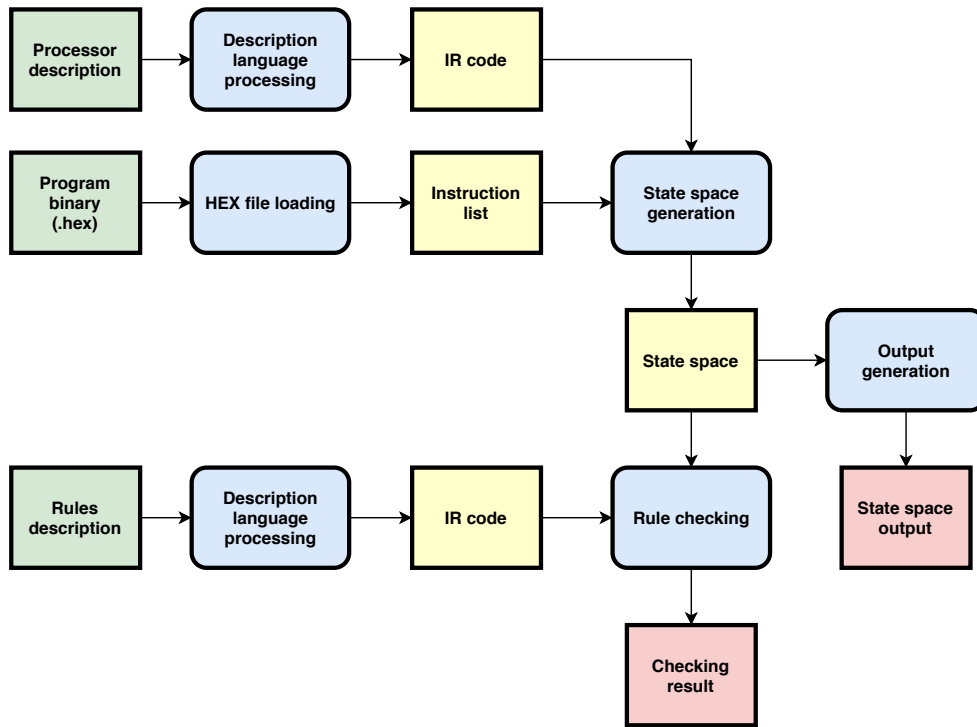 Processor
description
Description
language
processing
IR code
Program
binary
(.hex)
HEX file loading
Instruction
list
State space
generation
State space
Output
generation
Rules
description
Description
language
processing
IR code
Rule checking
State space
output
Checking
result